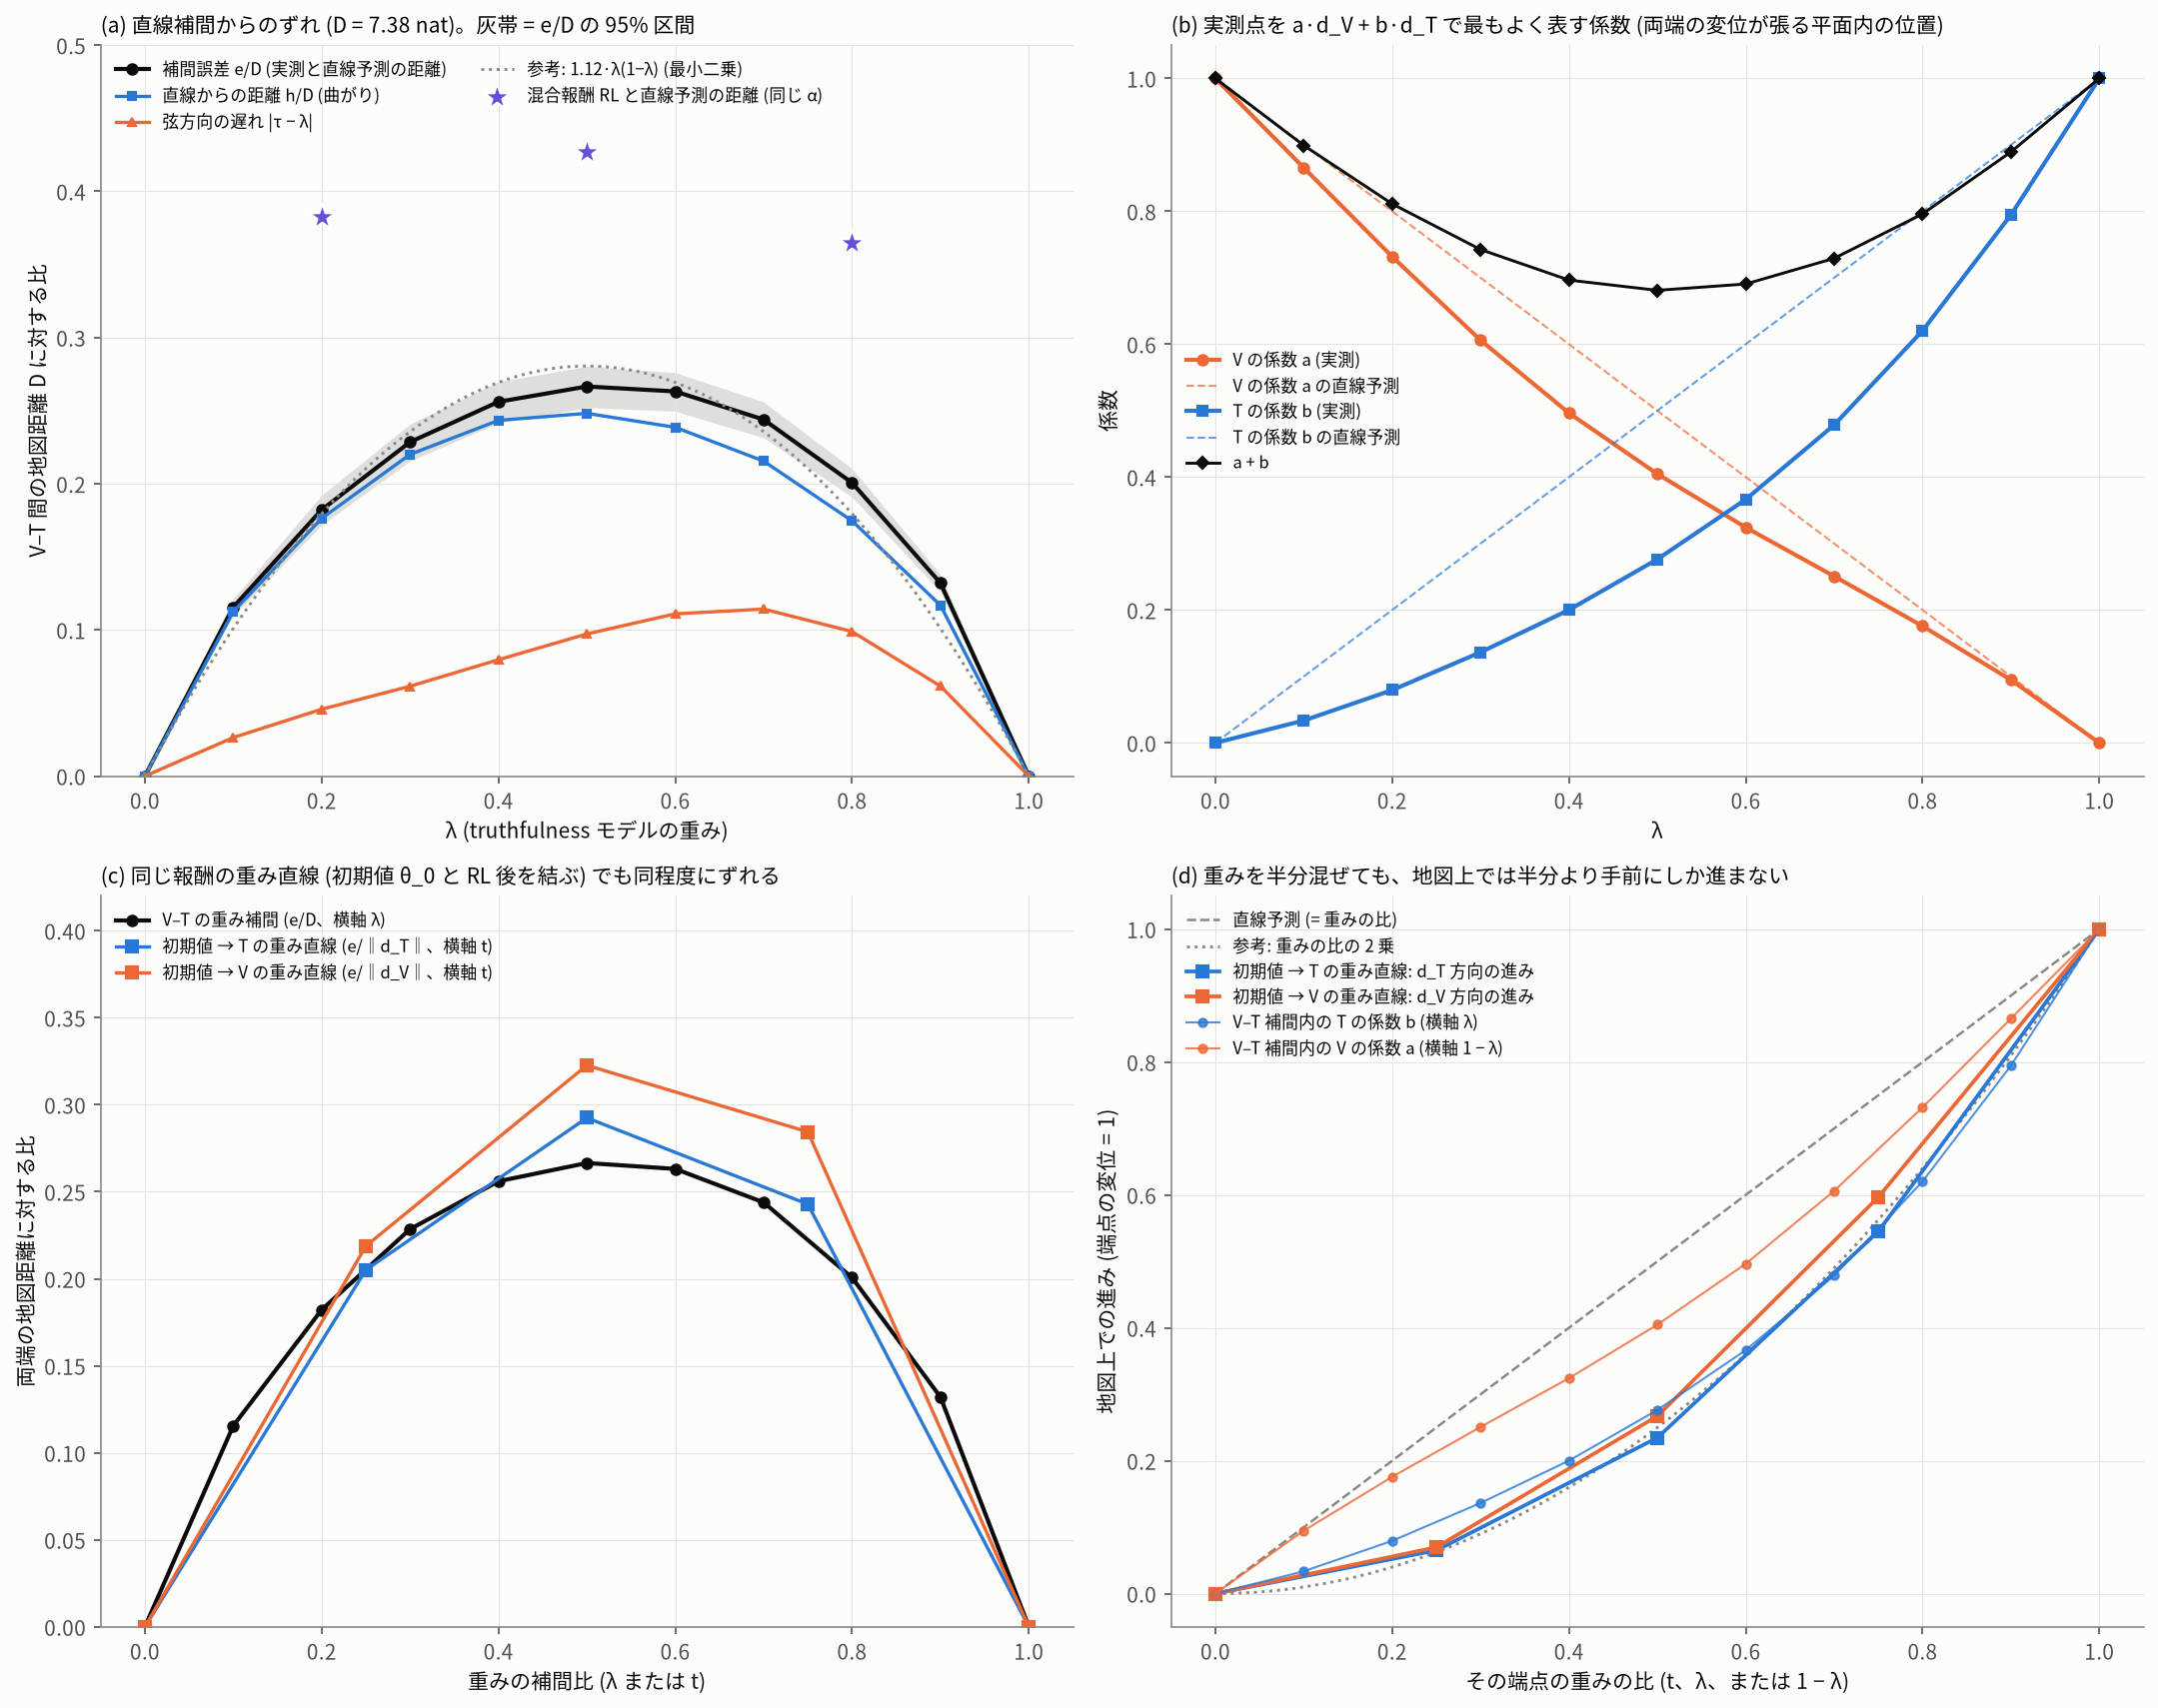 (a) 直線補間からのずれ (D = 7.38 nat)。灰帯 = e/D の 95% 区間
補間誤差 e/D (実測と直線予測の距離)
直線からの距離 h/D (曲がり)
弦方向の遅れ |τ − λ|
参考: 1.12·λ(1−λ) (最小二乗)
混合報酬 RL と直線予測の距離 (同じ α)
V–T 間の地図距離 D に対する比
0.5
0.4
0.3
0.2
0.1
0.0
0.0 0.2 0.4 0.6 0.8 1.0
λ (truthfulness モデルの重み)
(b) 実測点を a·d_V + b·d_T で最もよく表す係数 (両端の変位が張る平面内の位置)
V の係数 a (実測)
V の係数 a の直線予測
T の係数 b (実測)
T の係数 b の直線予測
a + b
係数
1.0
0.8
0.6
0.4
0.2
0.0
0.0 0.2 0.4 0.6 0.8 1.0
λ
(c) 同じ報酬の重み直線 (初期値 θ_0 と RL 後を結ぶ) でも同程度にずれる
V–T の重み補間 (e/D、横軸 λ)
初期値 → T の重み直線 (e/‖d_T‖、横軸 t)
初期値 → V の重み直線 (e/‖d_V‖、横軸 t)
両端の地図距離に対する比
0.40
0.35
0.30
0.25
0.20
0.15
0.10
0.05
0.00
0.0 0.2 0.4 0.6 0.8 1.0
重みの補間比 (λ または t)
(d) 重みを半分混ぜても、地図上では半分より手前にしか進まない
直線予測 (= 重みの比)
参考: 重みの比の 2 乗
初期値 → T の重み直線: d_T 方向の進み
初期値 → V の重み直線: d_V 方向の進み
V–T 補間内の T の係数 b (横軸 λ)
V–T 補間内の V の係数 a (横軸 1 − λ)
地図上での進み (端点の変位 = 1)
1.0
0.8
0.6
0.4
0.2
0.0
0.0 0.2 0.4 0.6 0.8 1.0
その端点の重みの比 (t、λ、または 1 − λ)